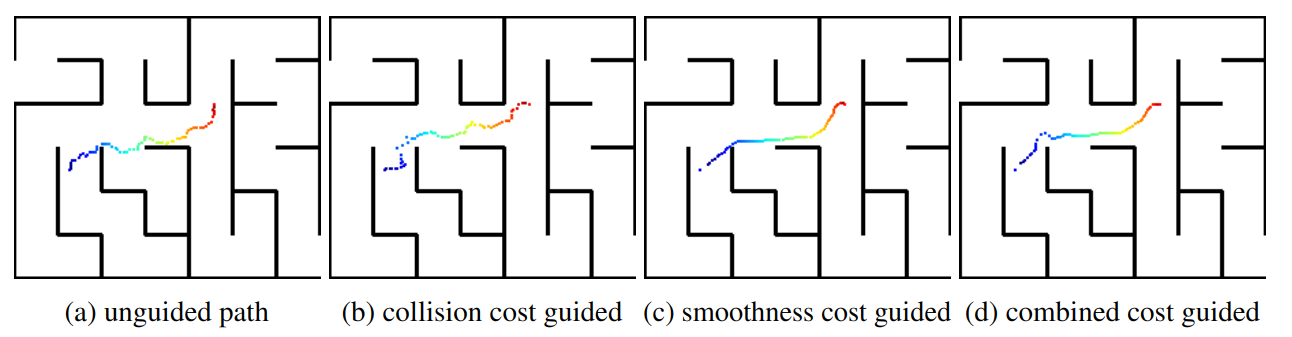 (a) unguided path (b) collision cost guided (c) smoothness cost guided (d) combined cost guided